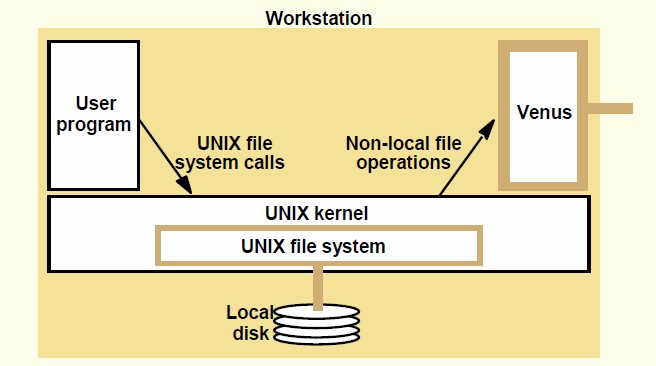 Workstation
User
program
UNIX file
system calls
Non-local file
operations
Venus
UNIX kernel
UNIX file system
Local
disk